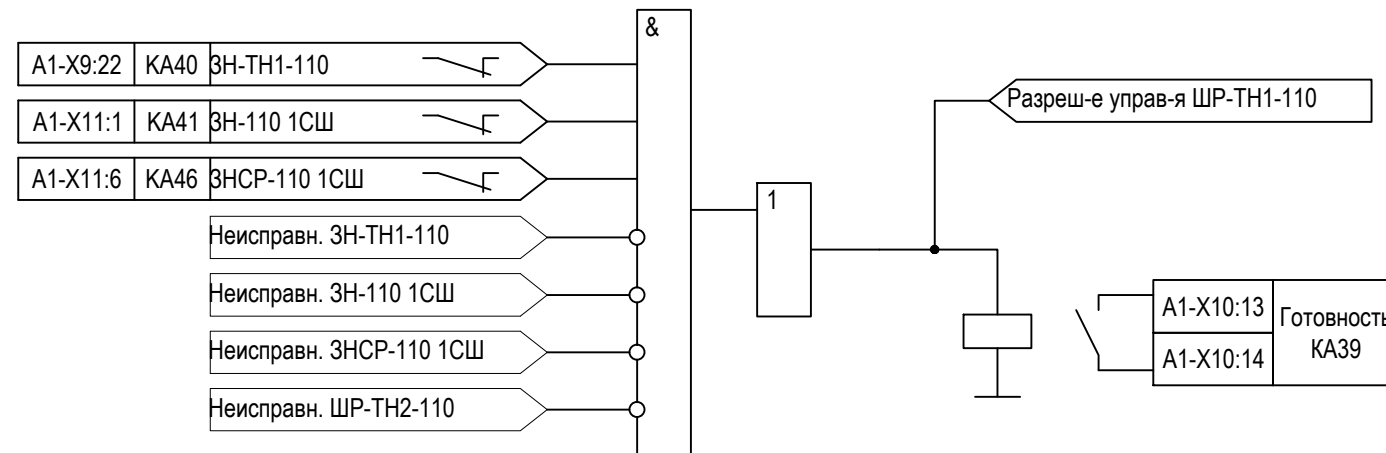 &
A1-X9:22 KA40 ЗН-ТН1-110
A1-X11:1 KA41 ЗН-110 1СШ
A1-X11:6 KA46 ЗНСР-110 1СШ
Неисправн. ЗН-ТН1-110
Неисправн. ЗН-110 1СШ
Неисправн. ЗНСР-110 1СШ
Неисправн. ШР-ТН2-110
1
Разреш-е управ-я ШР-ТН1-110
A1-X10:13
A1-X10:14
Готовность
KA39